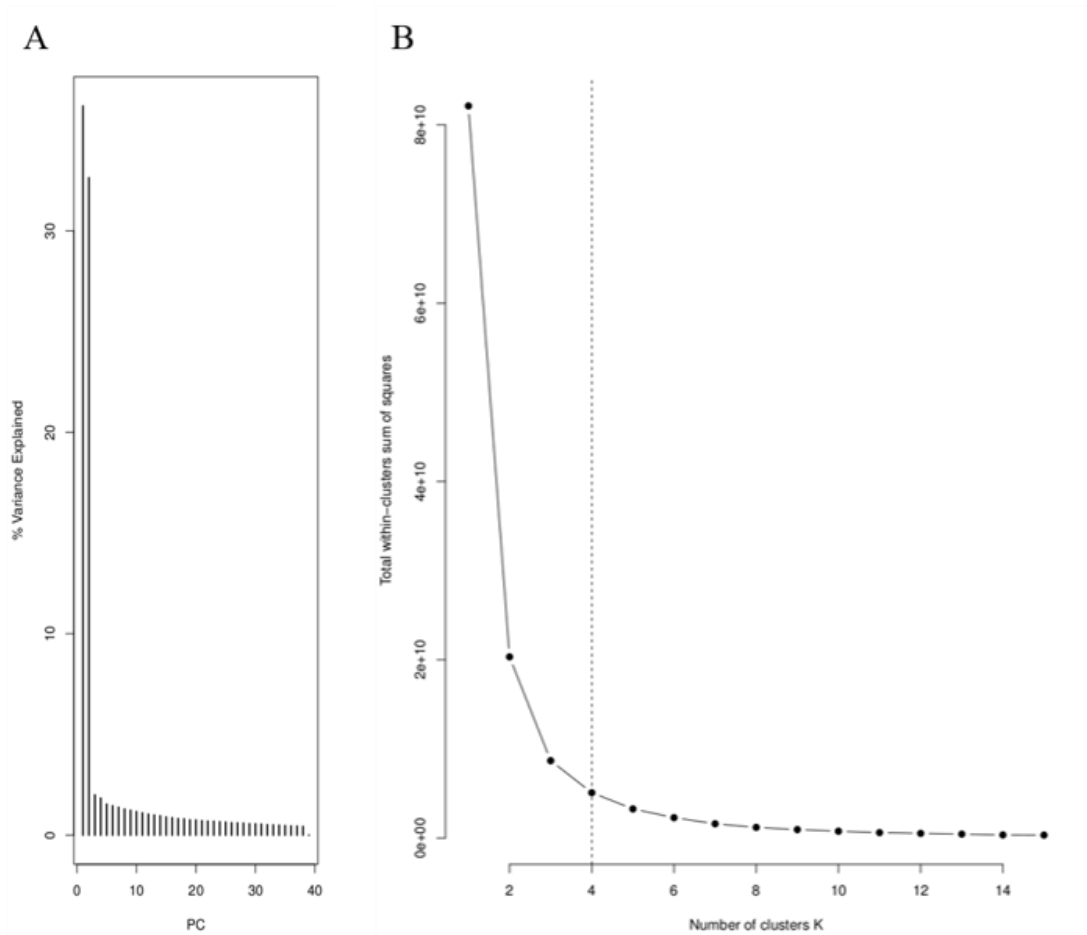 A
B
% Variance Explained
30
20
10
0
0 10 20 30 40
PC
Total within-clusters sum of squares
8e+10
6e+10
4e+10
2e+10
0e+00
2 4 6 8 10 12 14
Number of clusters K